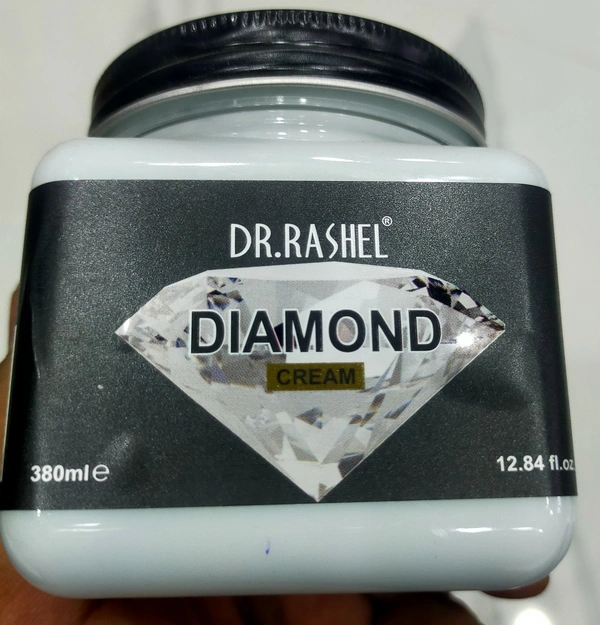 DR.RASHEL®
DIAMOND
CREAM
380ml ℮
12.84 fl.oz